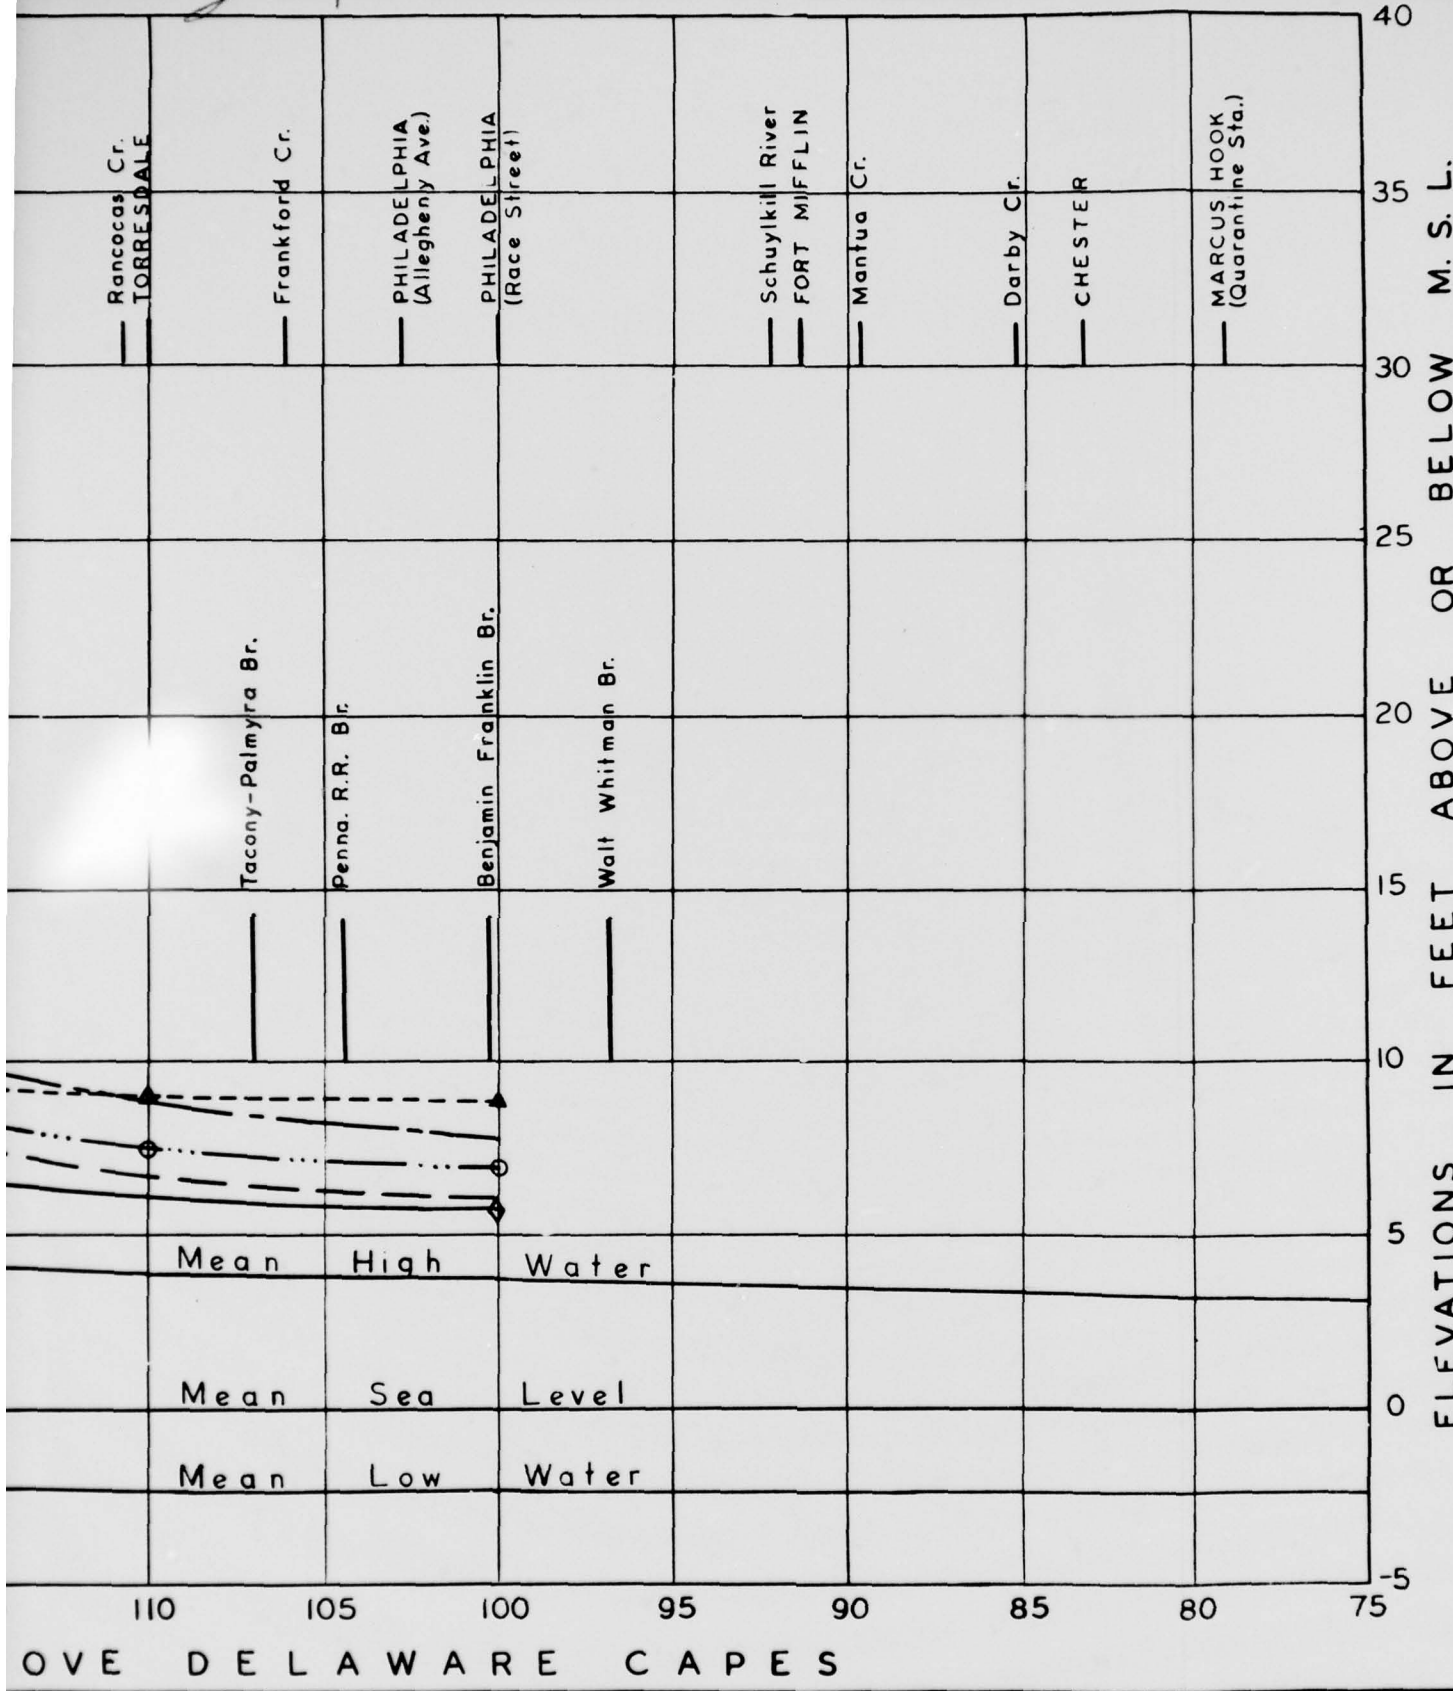 40
35
30
25
20
15
10
5
0
-5
ELEVATIONS IN FEET ABOVE OR BELOW M. S. L.
Rancocas Cr.
TORRESDALE
Frankford Cr.
PHILADELPHIA
(Allegheny Ave.)
PHILADELPHIA
(Race Street)
Schuylkill River
FORT MIFFLIN
Mantua Cr.
Darby Cr.
CHESTER
MARCUS HOOK
(Quarantine Sta.)
Tacony-Palmyra Br.
Penna. R.R. Br.
Benjamin Franklin Br.
Walt Whitman Br.
Mean High Water
Mean Sea Level
Mean Low Water
110 105 100 95 90 85 80 75
OVE DELAWARE CAPES